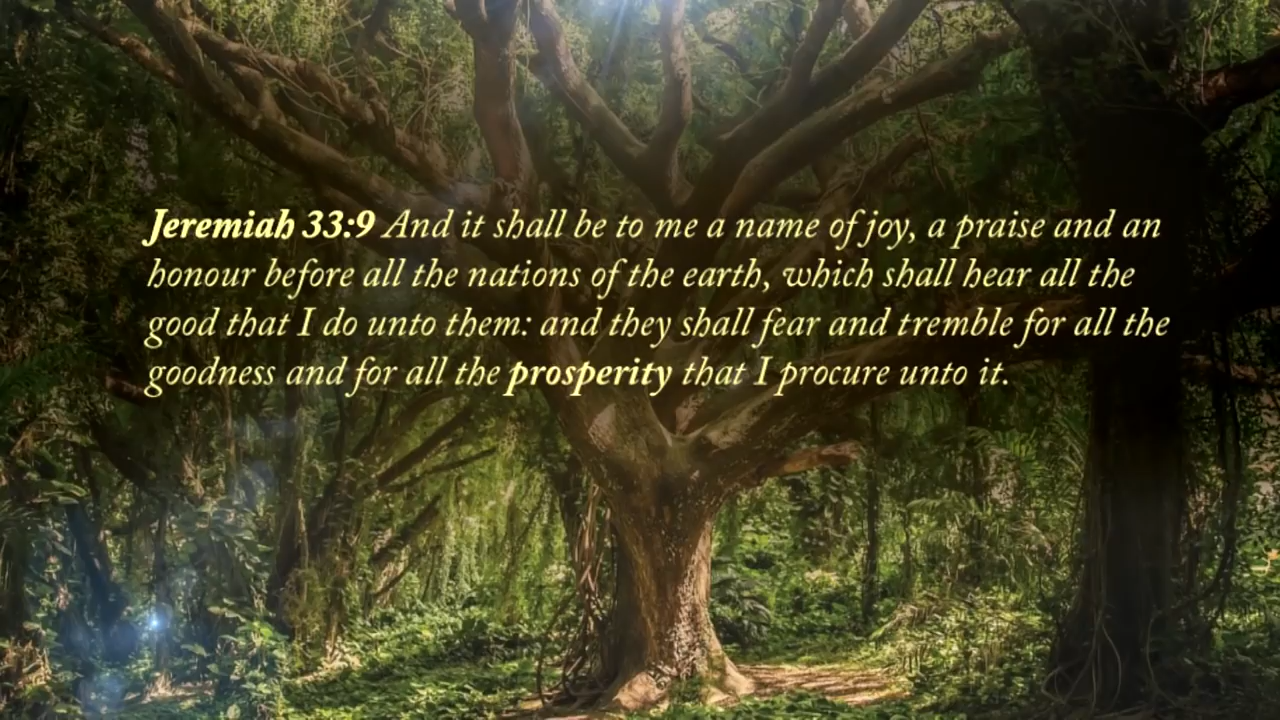 Jeremiah 33:9 And it shall be to me a name of joy, a praise and an
honour before all the nations of the earth, which shall hear all the
good that I do unto them: and they shall fear and tremble for all the
goodness and for all the prosperity that I procure unto it.